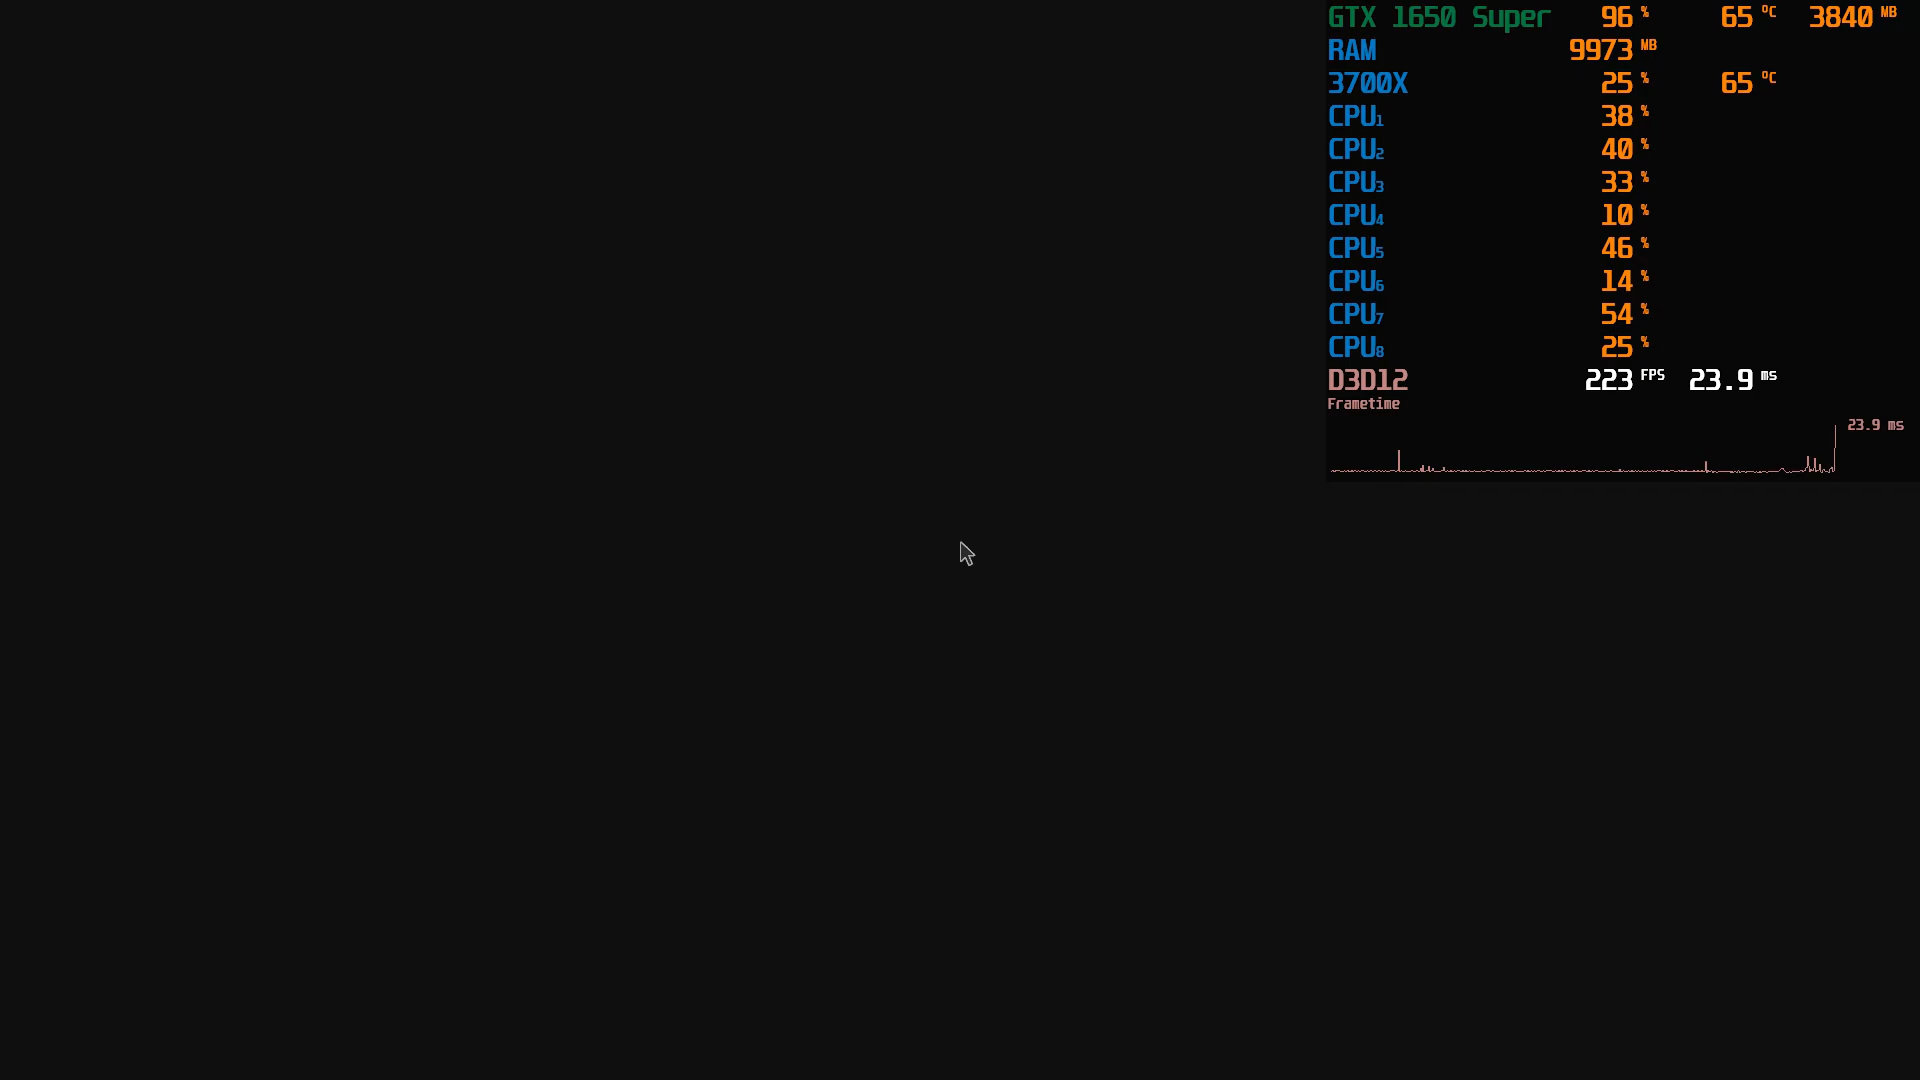 GTX 1650 Super 96 % 65 °C 3840 MB
RAM 9973 MB
3700X 25 % 65 °C
CPU1 38 %
CPU2 40 %
CPU3 33 %
CPU4 10 %
CPU5 46 %
CPU6 14 %
CPU7 54 %
CPU8 25 %
D3D12 223 FPS 23.9 ms
Frametime
23.9 ms